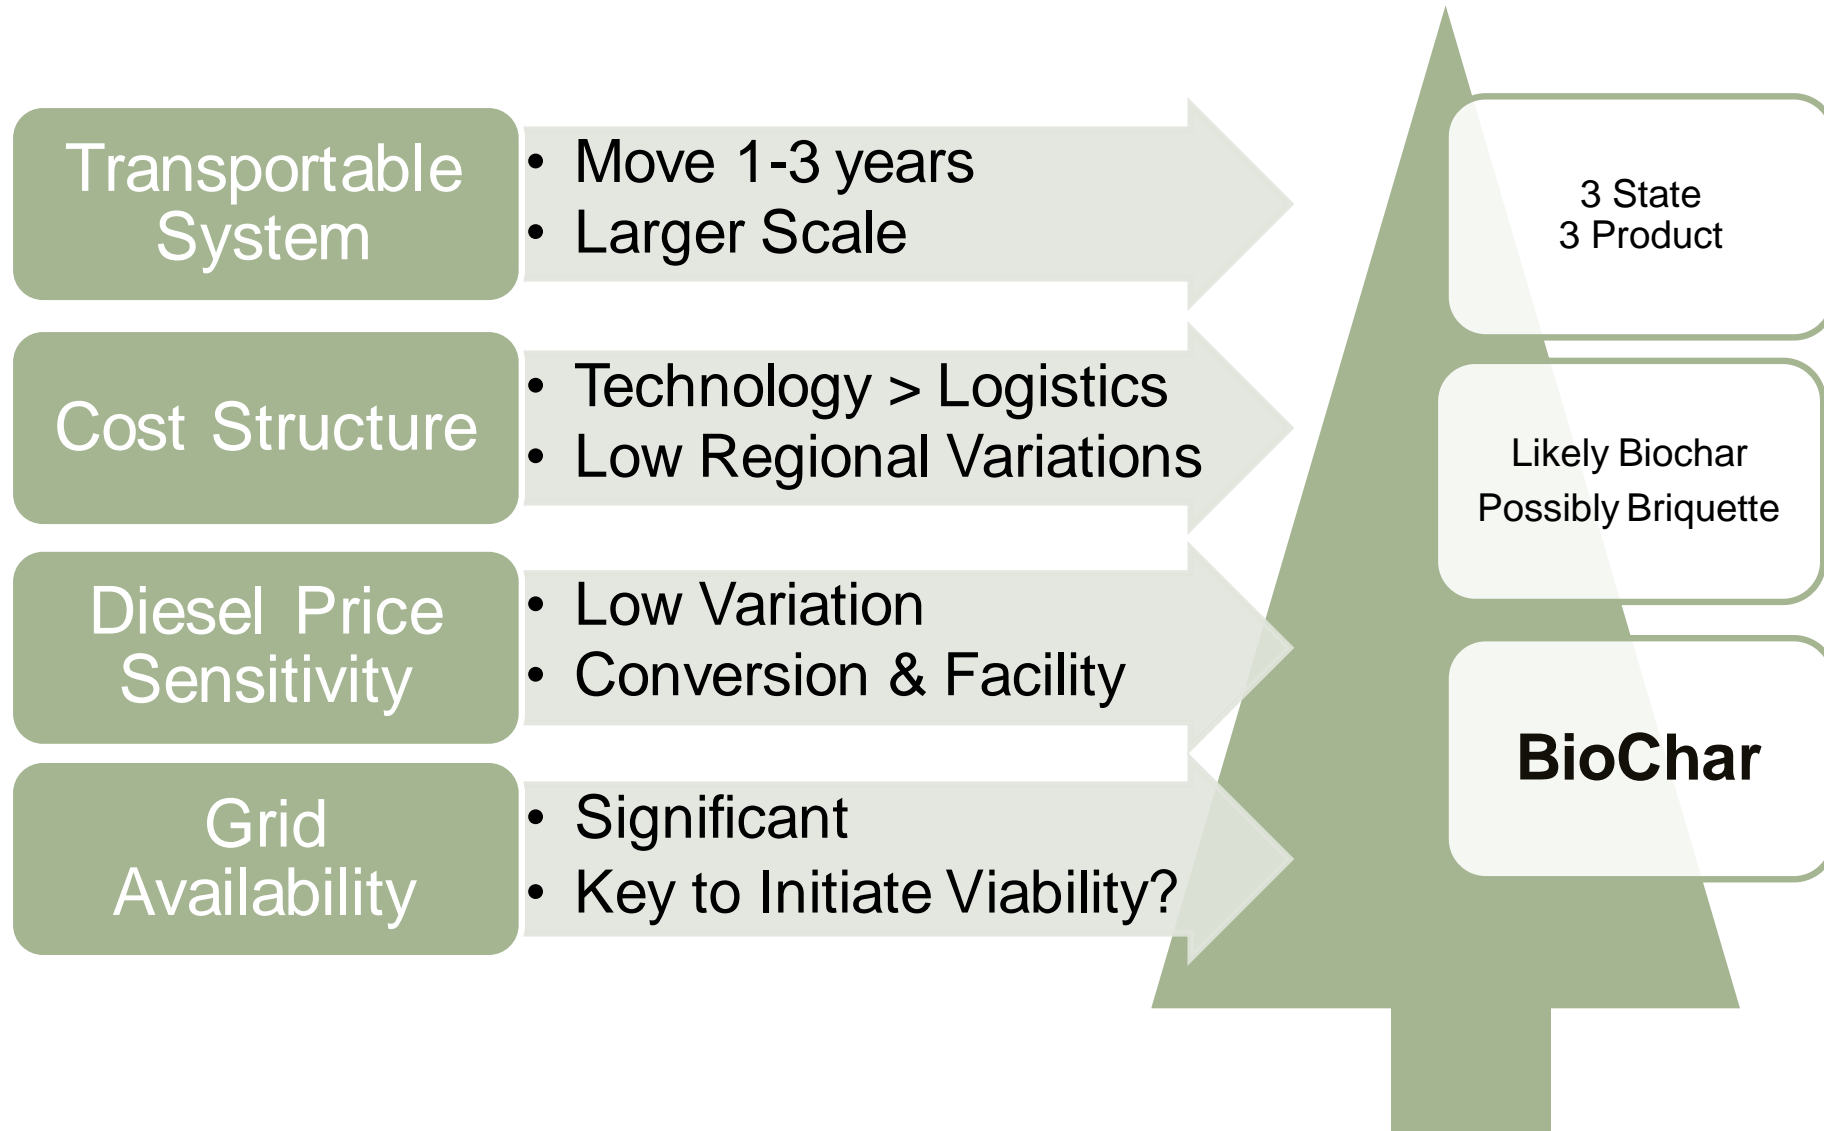 Transportable
System
• Move 1-3 years
• Larger Scale
Cost Structure
• Technology > Logistics
• Low Regional Variations
Diesel Price
Sensitivity
• Low Variation
• Conversion & Facility
Grid
Availability
• Significant
• Key to Initiate Viability?
3 State
3 Product
Likely Biochar
Possibly Briquette
BioChar